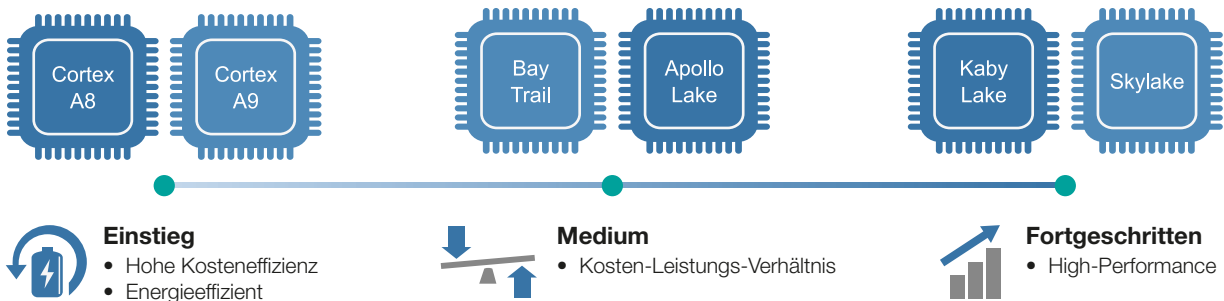 Cortex
A8
Cortex
A9
Bay
Trail
Apollo
Lake
Kaby
Lake
Skylake
Einstieg
• Hohe Kosteneffizienz
• Energieeffizient
Medium
• Kosten-Leistungs-Verhältnis
Fortgeschritten
• High-Performance